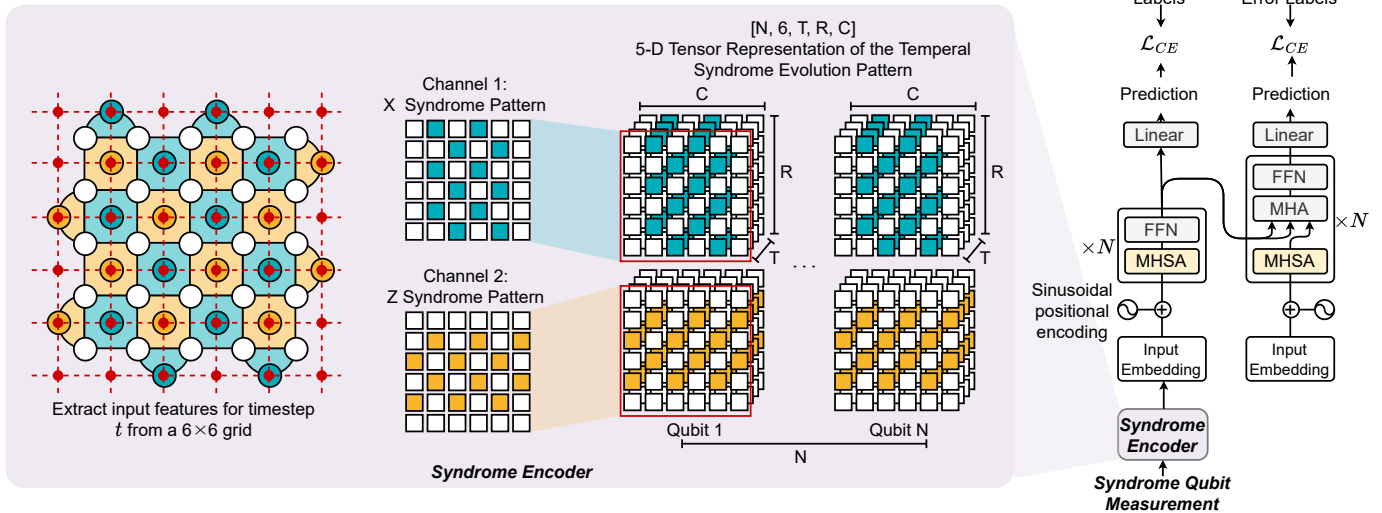 [N, 6, T, R, C]
5-D Tensor Representation of the Temperal
Syndrome Evolution Pattern
Channel 1:
X Syndrome Pattern
C
R
T
C
R
T
...
Channel 2:
Z Syndrome Pattern
Qubit 1
Qubit N
N
Extract input features for timestep
t from a 6×6 grid
Syndrome Encoder
Labels
Error Labels
ℒCE
ℒCE
Prediction
Prediction
Linear
Linear
FFN
MHA
×N
FFN
×N
MHSA
MHSA
Sinusoidal
positional
encoding
Input
Embedding
Input
Embedding
Syndrome
Encoder
Syndrome Qubit
Measurement